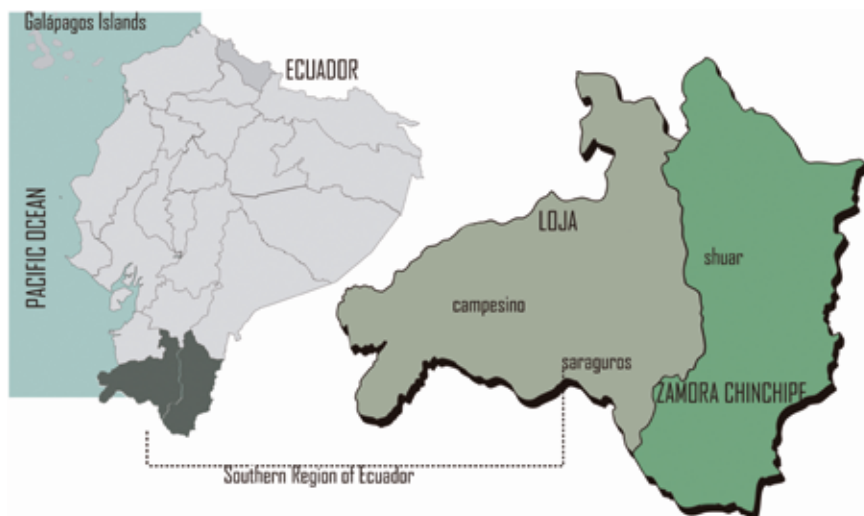 Galápagos Islands
ECUADOR
PACIFIC OCEAN
LOJA
shuar
campesino
saraguros
ZAMORA CHINCHIPE
Southern Region of Ecuador